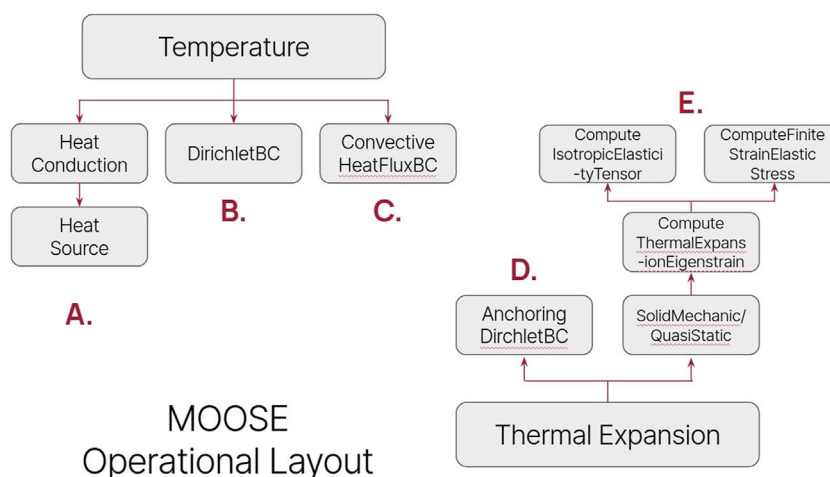 Temperature
Heat
Conduction
DirichletBC
Convective
HeatFluxBC
Heat
Source
A.
B.
C.
E.
Compute
IsotropicElastici
-tyTensor
ComputeFinite
StrainElastic
Stress
Compute
ThermalExpans
-ionEigenstrain
D.
Anchoring
DirchletBC
SolidMechanic/
QuasiStatic
Thermal Expansion
MOOSE
Operational Layout